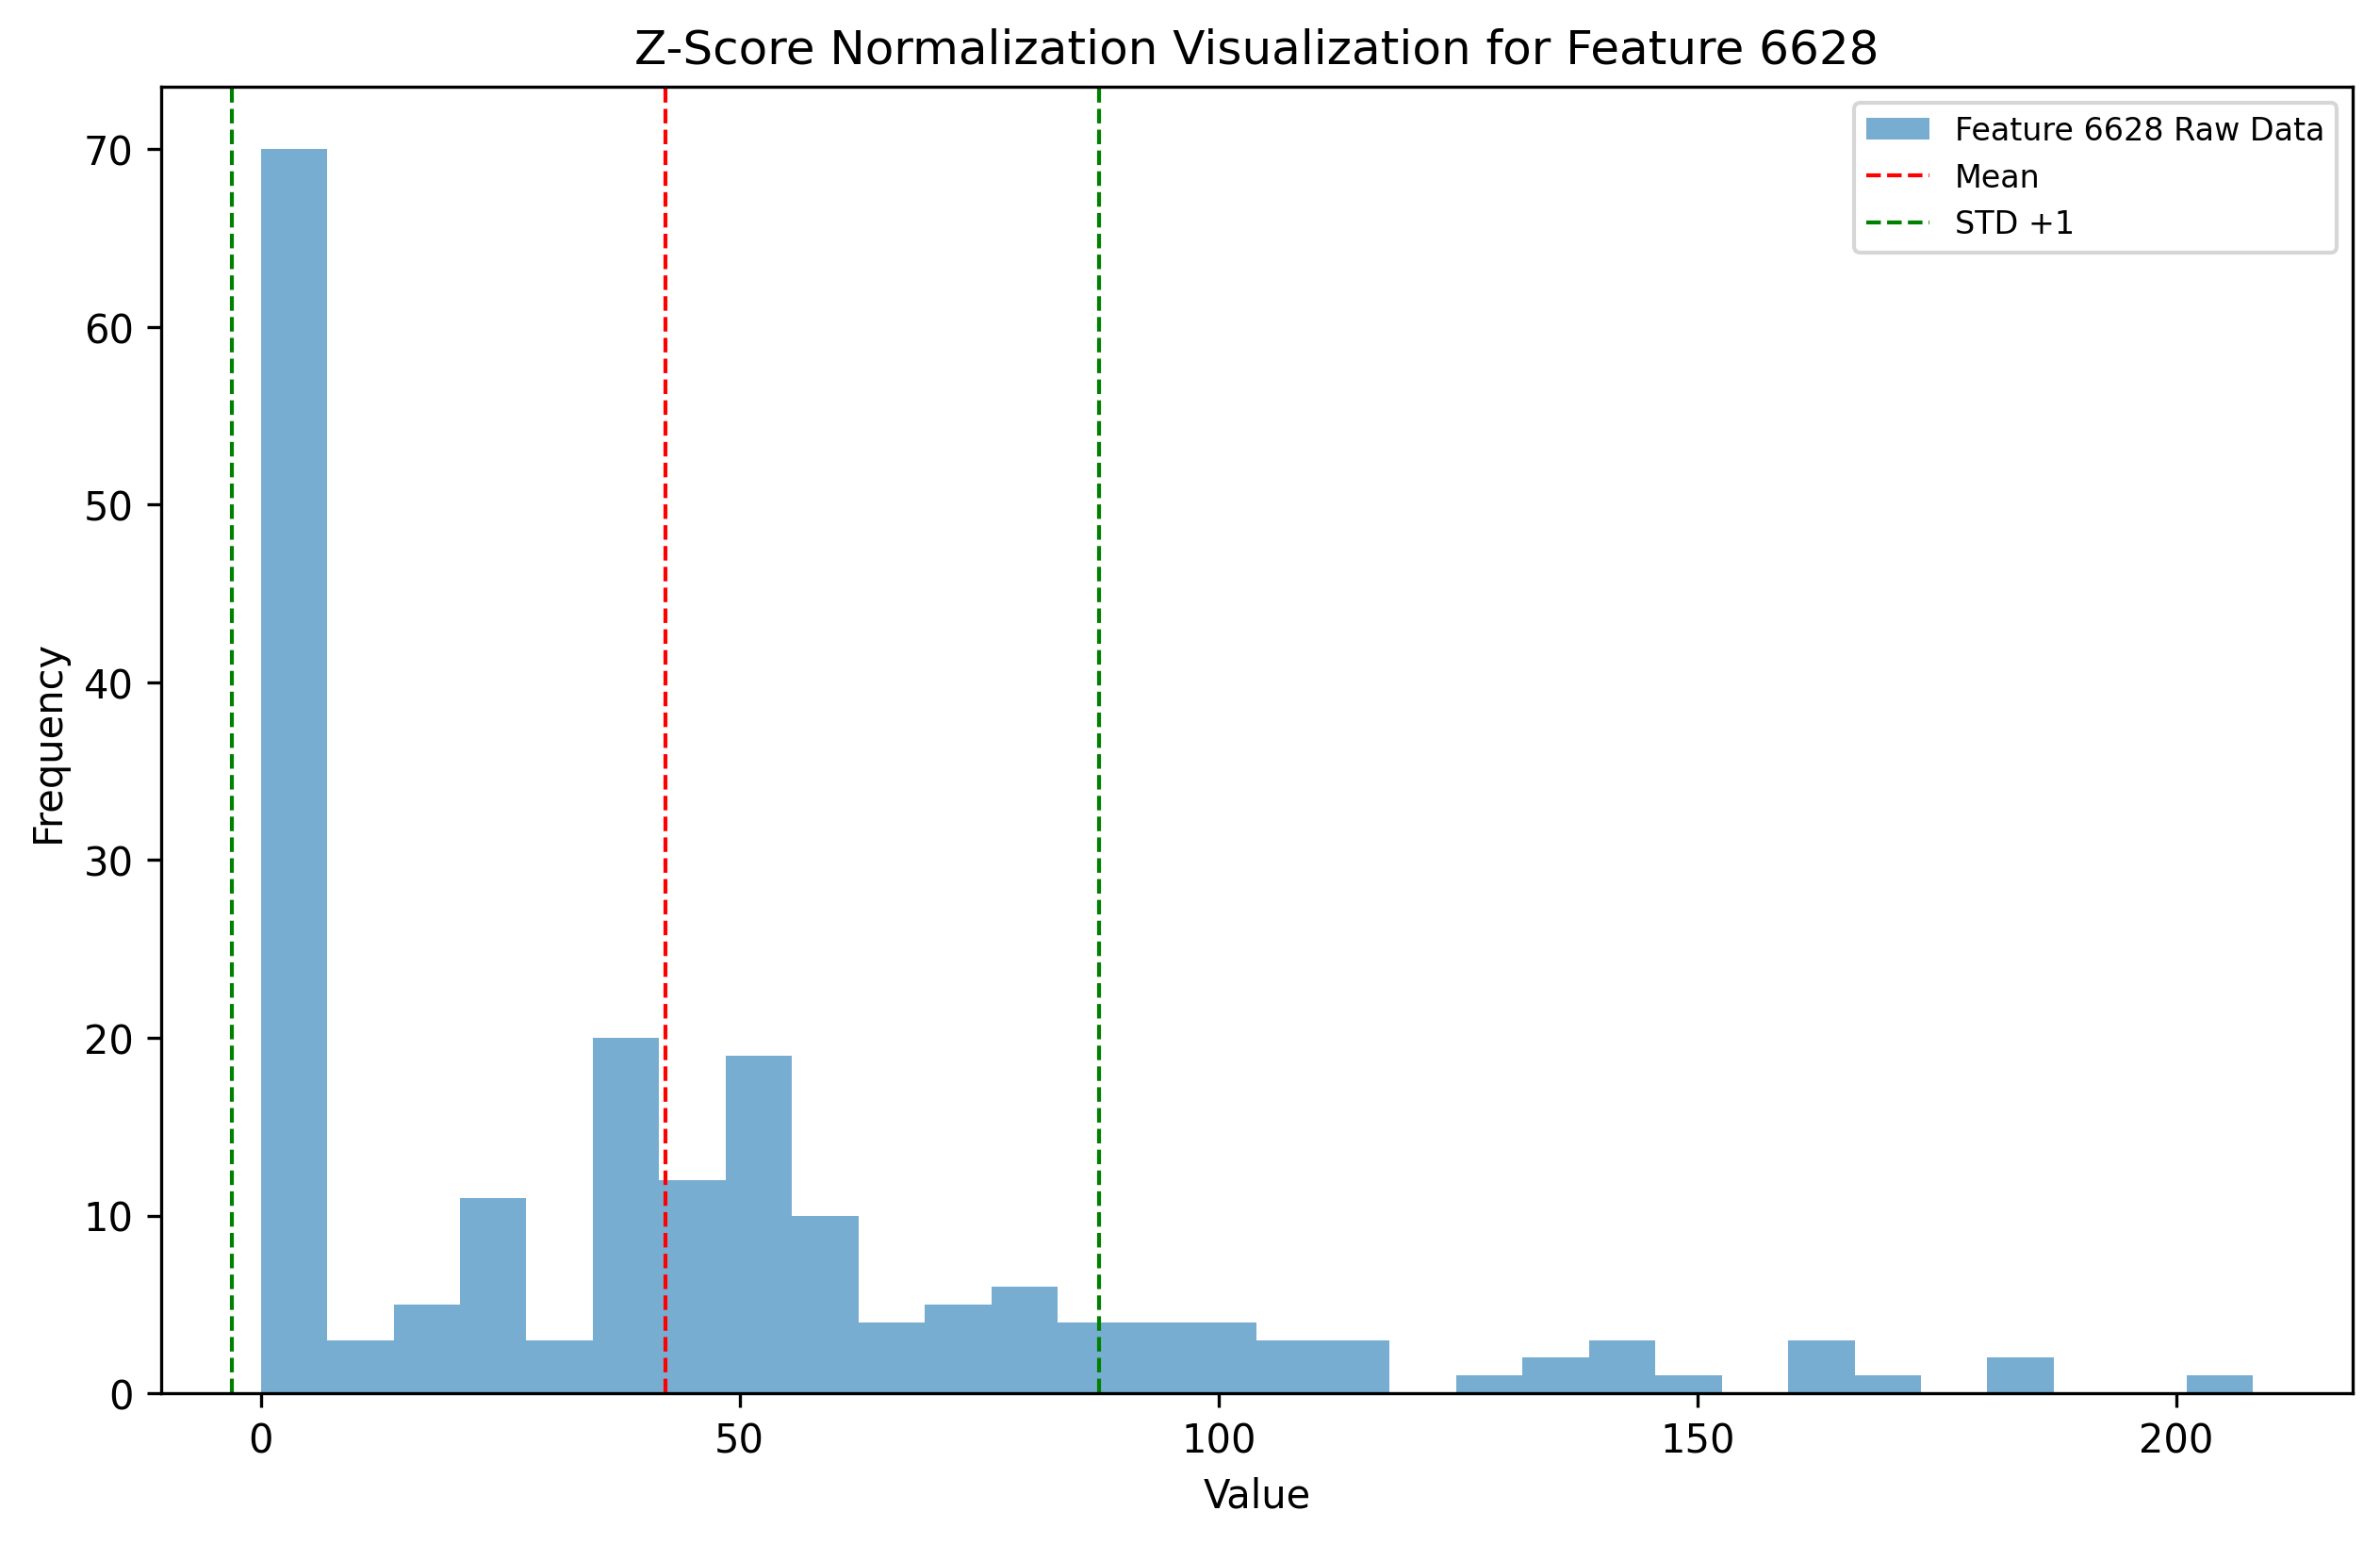 Z-Score Normalization Visualization for Feature 6628
Feature 6628 Raw Data
Mean
STD +1
70
60
50
40
30
20
10
0
Frequency
0 50 100 150 200
Value